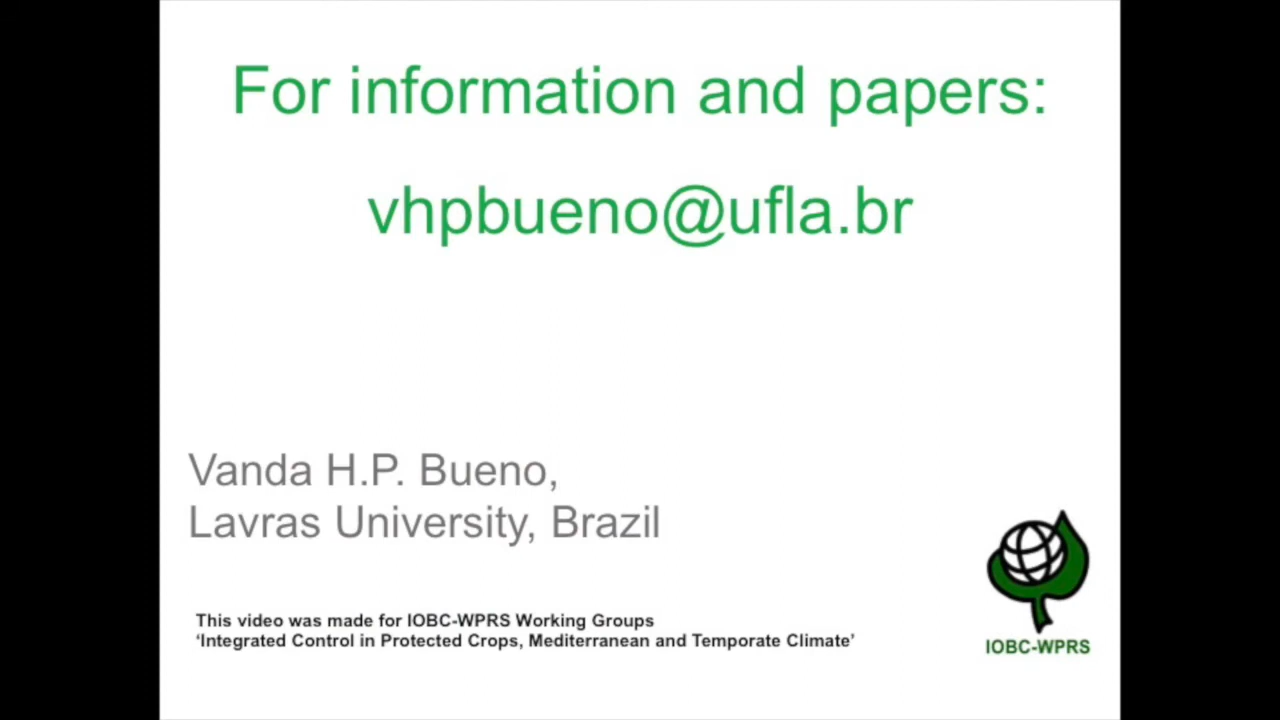 For information and papers:
vhpbueno@ufla.br
Vanda H.P. Bueno,
Lavras University, Brazil
This video was made for IOBC-WPRS Working Groups
‘Integrated Control in Protected Crops, Mediterranean and Temporate Climate’
IOBC-WPRS